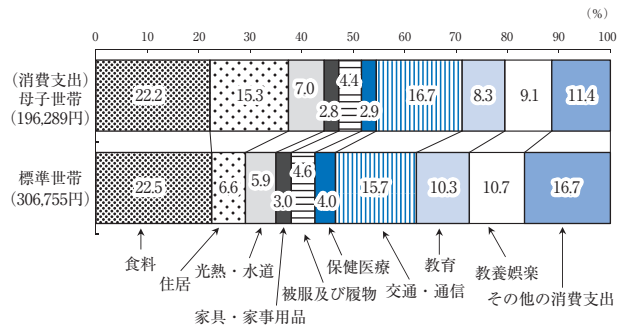 (%)
0 10 20 30 40 50 60 70 80 90 100
(消費支出)
母子世帯
(196,289円)
22.2 15.3 7.0 2.8 4.4 2.9 16.7 8.3 9.1 11.4
標準世帯
(306,755円)
22.5 6.6 5.9 3.0 4.6 4.0 15.7 10.3 10.7 16.7
食料
住居
光熱・水道
家具・家事用品
被服及び履物
保健医療
交通・通信
教育
教養娯楽
その他の消費支出